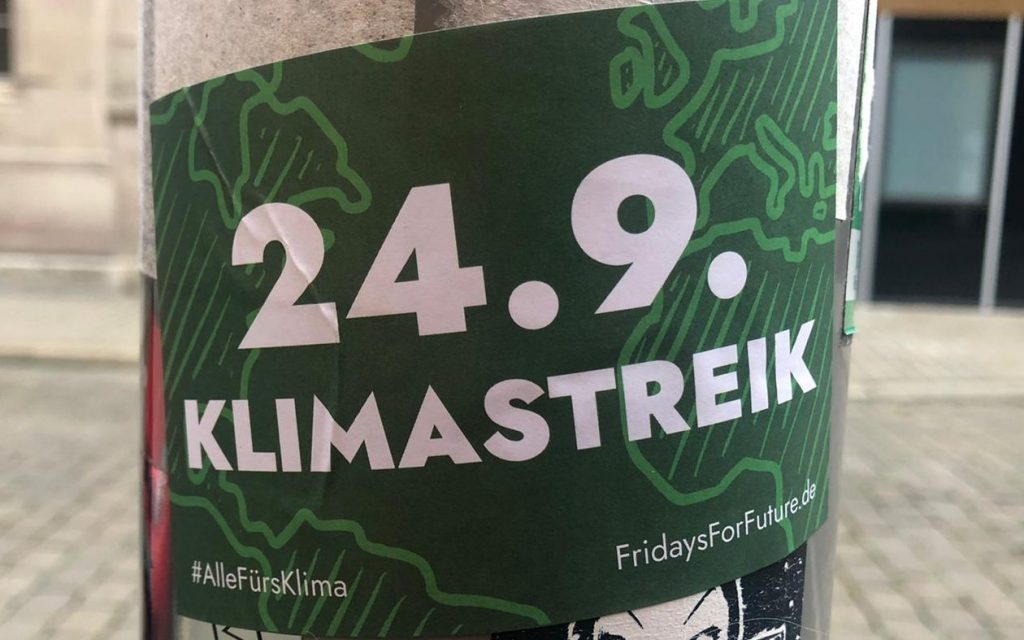 24.9.
KLIMASTREIK
#AlleFürsKlima
FridaysForFuture.de